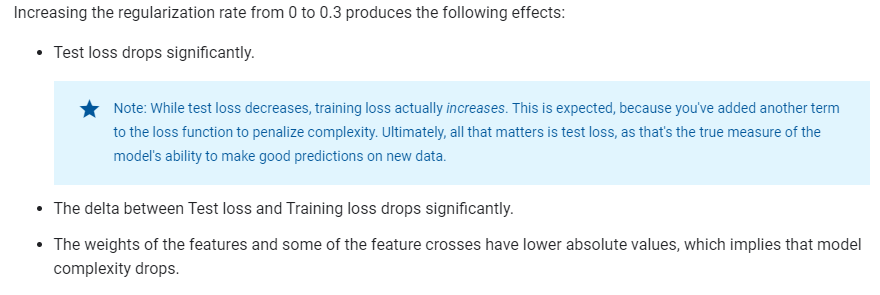 Increasing the regularization rate from 0 to 0.3 produces the following effects:
• Test loss drops significantly.
Note: While test loss decreases, training loss actually increases. This is expected, because you've added another term
to the loss function to penalize complexity. Ultimately, all that matters is test loss, as that's the true measure of the
model's ability to make good predictions on new data.
• The delta between Test loss and Training loss drops significantly.
• The weights of the features and some of the feature crosses have lower absolute values, which implies that model
complexity drops.